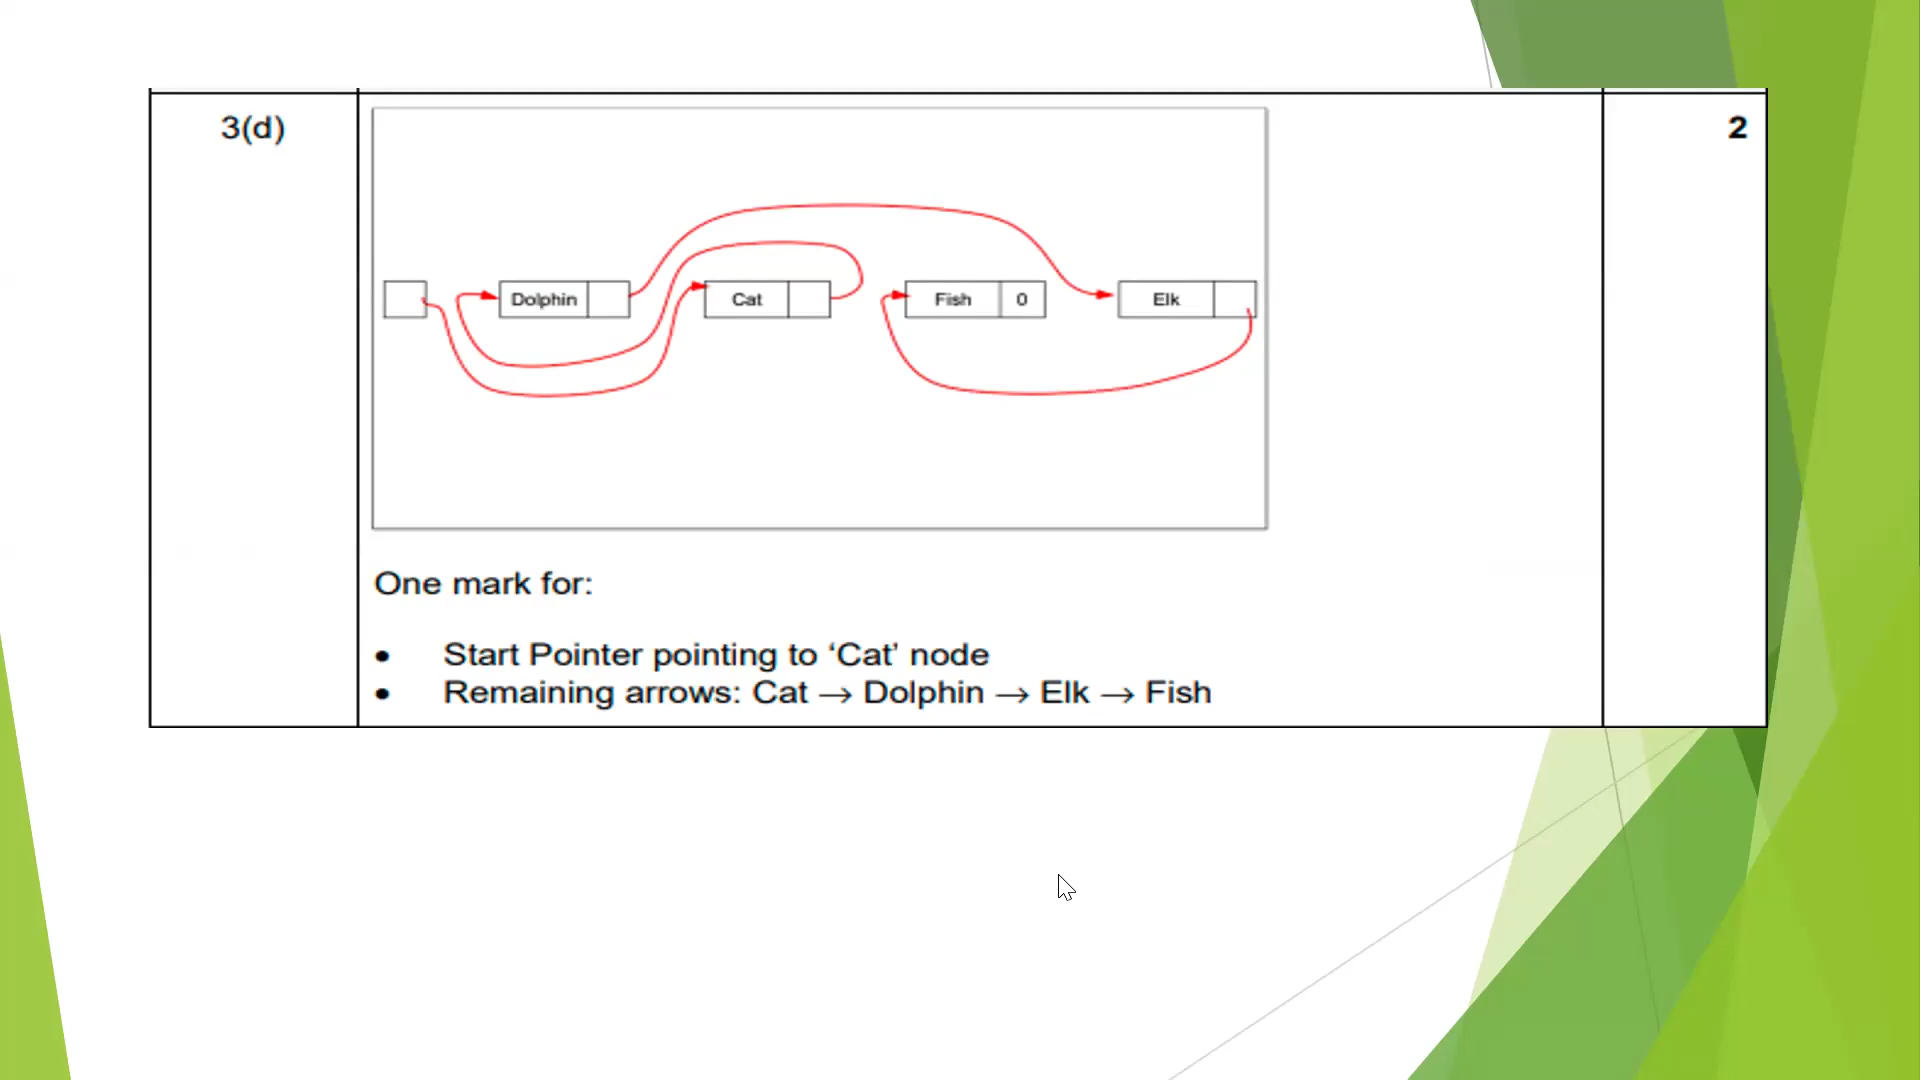 3(d)
2
Dolphin
Cat
Fish 0
Elk
One mark for:
• Start Pointer pointing to ‘Cat’ node
• Remaining arrows: Cat → Dolphin → Elk → Fish